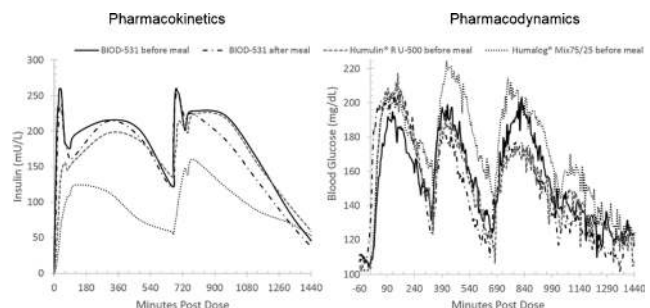 Pharmacokinetics Pharmacodynamics
BIOD-531 before meal BIOD-531 after meal Humulin® R U-500 before meal Humalog® Mix75/25 before meal
Insulin (mU/L)
300
250
200
150
100
50
0
0 180 360 540 720 900 1080 1260 1440
Minutes Post Dose
Blood Glucose (mg/dL)
220
200
180
160
140
120
100
-60 90 240 390 540 690 840 990 1140 1290 1440
Minutes Post Dose